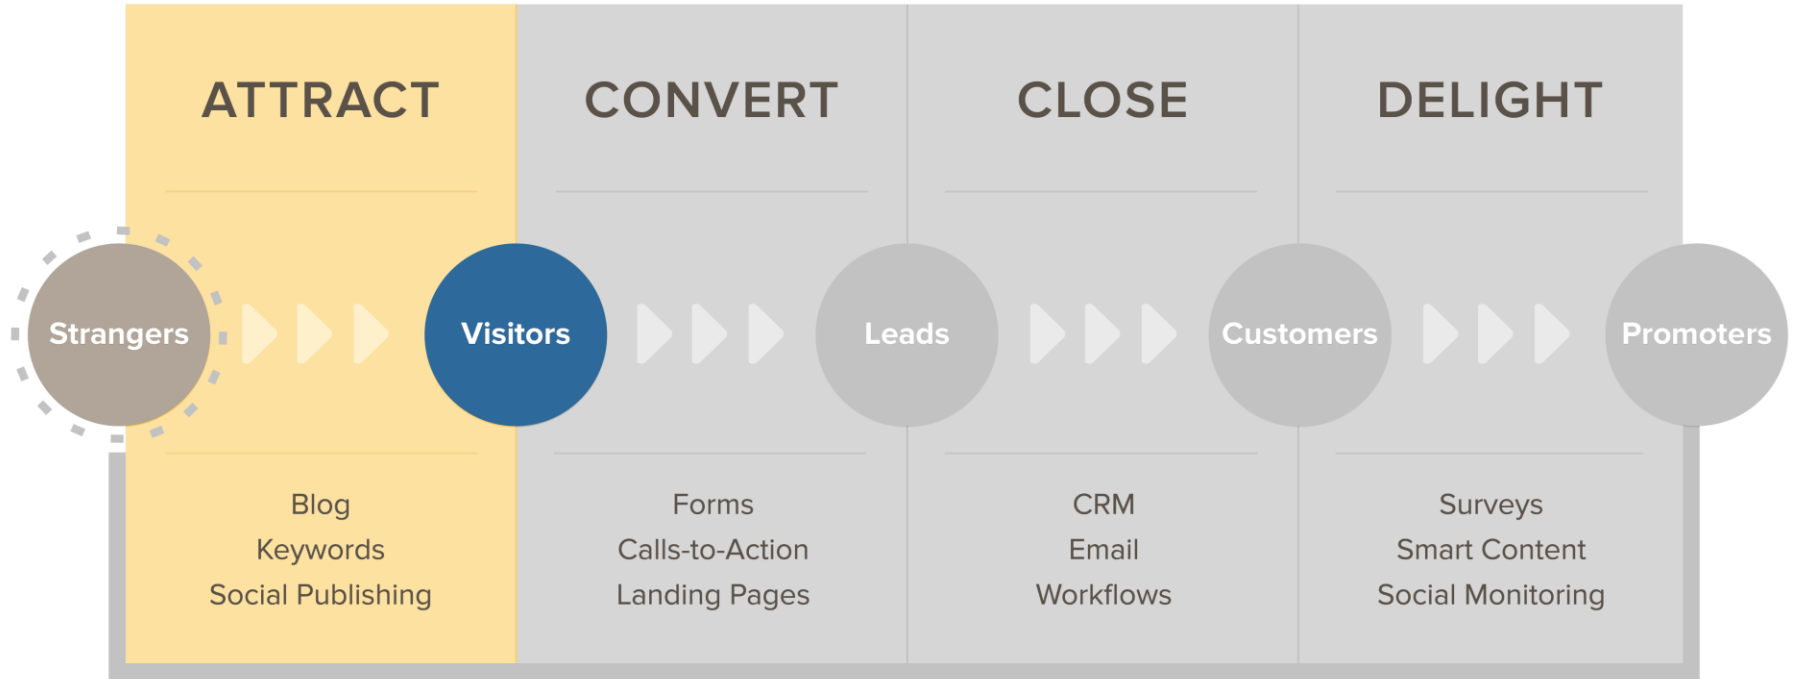 ATTRACT
CONVERT
CLOSE
DELIGHT
Strangers
Visitors
Leads
Customers
Promoters
Blog
Keywords
Social Publishing
Forms
Calls-to-Action
Landing Pages
CRM
Email
Workflows
Surveys
Smart Content
Social Monitoring